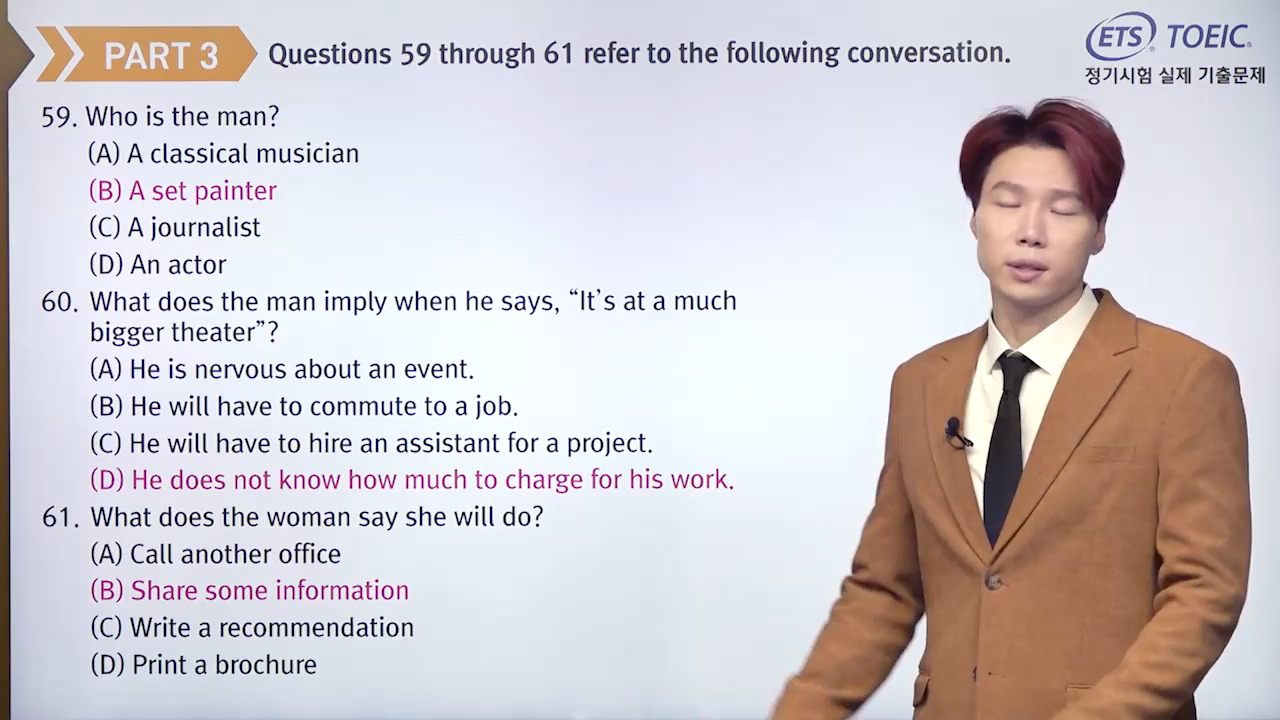 PART 3
Questions 59 through 61 refer to the following conversation.
ETS TOEIC
정기시험 실제 기출문제
59. Who is the man?
(A) A classical musician
(B) A set painter
(C) A journalist
(D) An actor
60. What does the man imply when he says, “It’s at a much
bigger theater”?
(A) He is nervous about an event.
(B) He will have to commute to a job.
(C) He will have to hire an assistant for a project.
(D) He does not know how much to charge for his work.
61. What does the woman say she will do?
(A) Call another office
(B) Share some information
(C) Write a recommendation
(D) Print a brochure